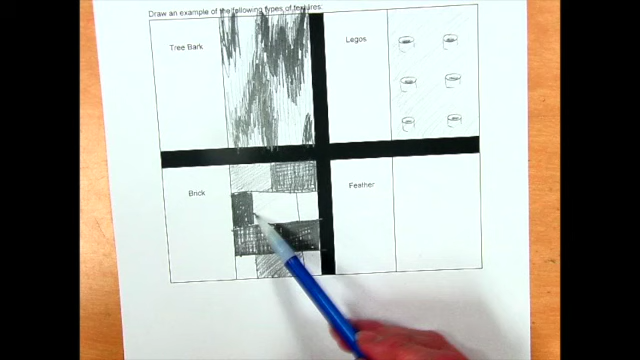 Draw an example of the following types of textures:
Tree Bark
Legos
Brick
Feather